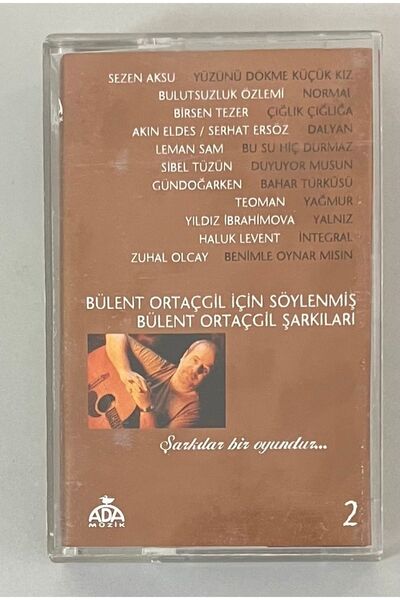 SEZEN AKSU YÜZÜNÜ DÖKME KÜÇÜK KIZ
BULUTSUZLUK ÖZLEMİ NORMAL
BİRSEN TEZER ÇIĞLIK ÇIĞLIĞA
AKIN ELDES / SERHAT ERSÖZ DALYAN
LEMAN SAM BU SU HİÇ DURMAZ
SİBEL TÜZÜN DUYUYOR MUSUN
GÜNDOĞARKEN BAHAR TÜRKÜSÜ
TEOMAN YAĞMUR
YILDIZ İBRAHİMOVA YALNIZ
HALUK LEVENT İNTEGRAL
ZUHAL OLCAY BENİMLE OYNAR MISIN
BÜLENT ORTAÇGİL İÇİN SÖYLENMİŞ
BÜLENT ORTAÇGİL ŞARKILARI
Şarkılar bir oyundur...
ADA
MÜZİK
2